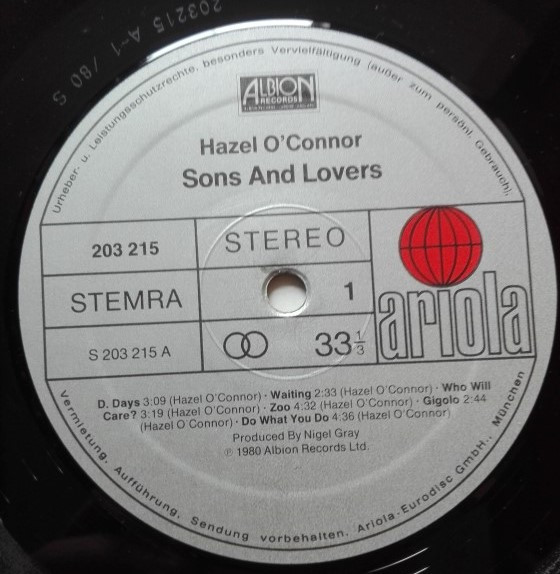 203215 A-1 /80 S
Urheber- u. Leistungsschutzrechte, besonders Vervielfältigung (außer zum persönl. Gebrauch),
ALBION
RECORDS
Hazel O'Connor
Sons And Lovers
203 215
STEREO
STEMRA
1
ariola
S 203 215 A
33 1/3
D. Days 3:09 (Hazel O'Connor) · Waiting 2:33 (Hazel O'Connor) · Who Will
Care? 3:19 (Hazel O'Connor) · Zoo 4:32 (Hazel O'Connor) · Gigolo 2:44
(Hazel O'Connor) · Do What You Do 4:36 (Hazel O'Connor)
Produced By Nigel Gray
℗ 1980 Albion Records Ltd.
Vermietung, Aufführung, Sendung vorbehalten. Ariola-Eurodisc GmbH., München